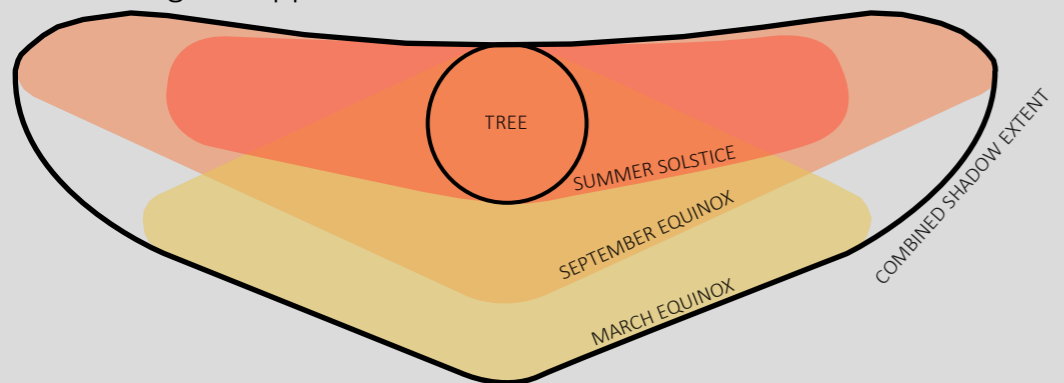 TREE
SUMMER SOLSTICE
SEPTEMBER EQUINOX
MARCH EQUINOX
COMBINED SHADOW EXTENT